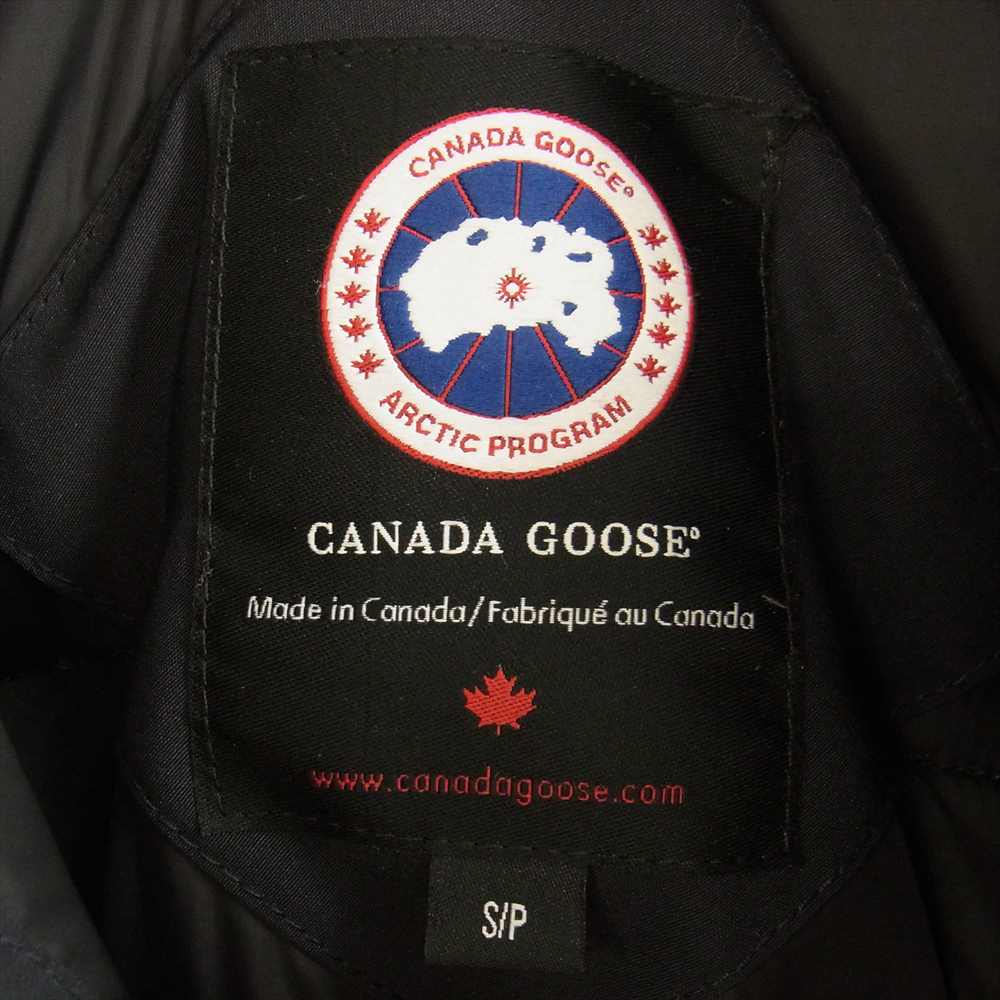 CANADA GOOSE®
ARCTIC PROGRAM
CANADA GOOSE®
Made in Canada/Fabriqué au Canada
www.canadagoose.com
S/P